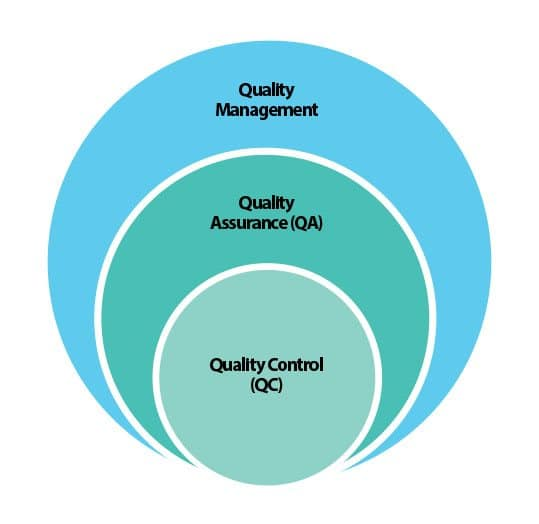 Quality
Management
Quality
Assurance (QA)
Quality Control
(QC)